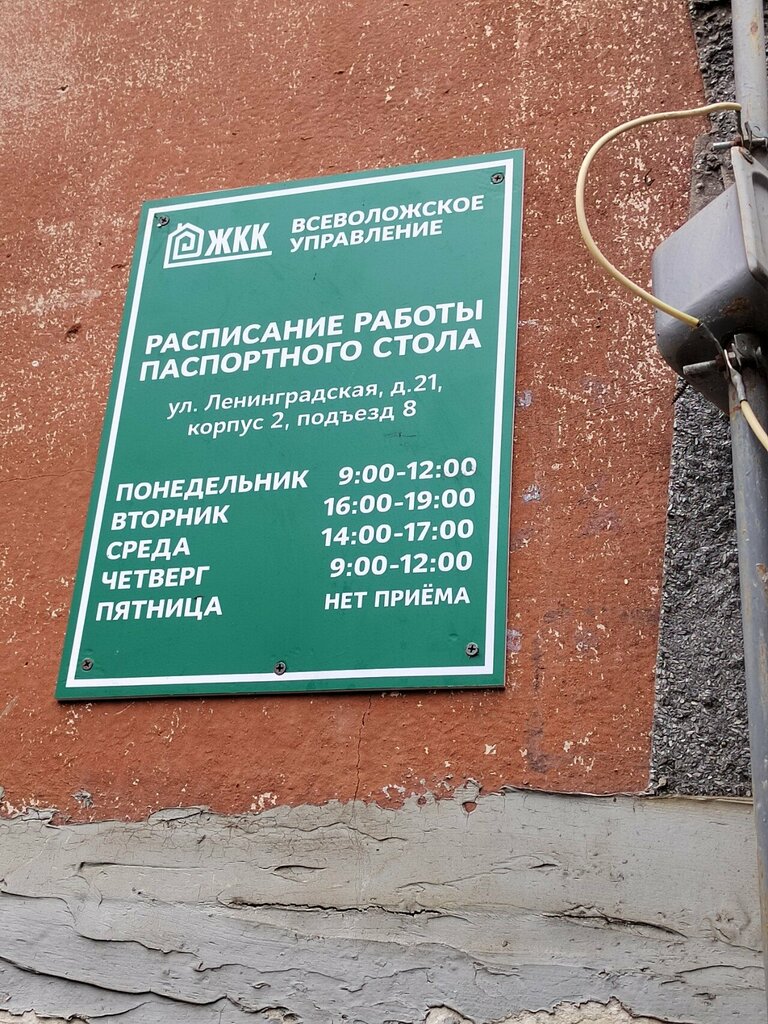 ЖКК ВСЕВОЛОЖСКОЕ
УПРАВЛЕНИЕ
РАСПИСАНИЕ РАБОТЫ
ПАСПОРТНОГО СТОЛА
ул. Ленинградская, д.21,
корпус 2, подъезд 8
ПОНЕДЕЛЬНИК 9:00-12:00
ВТОРНИК 16:00-19:00
СРЕДА 14:00-17:00
ЧЕТВЕРГ 9:00-12:00
ПЯТНИЦА НЕТ ПРИЁМА